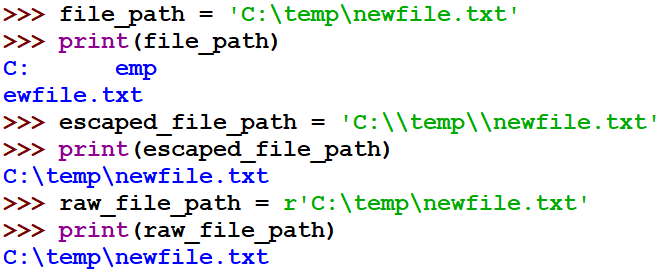 >>> file_path = 'C:\temp\newfile.txt'
>>> print(file_path)
C:      emp
ewfile.txt
>>> escaped_file_path = 'C:\\temp\\newfile.txt'
>>> print(escaped_file_path)
C:\temp\newfile.txt
>>> raw_file_path = r'C:\temp\newfile.txt'
>>> print(raw_file_path)
C:\temp\newfile.txt